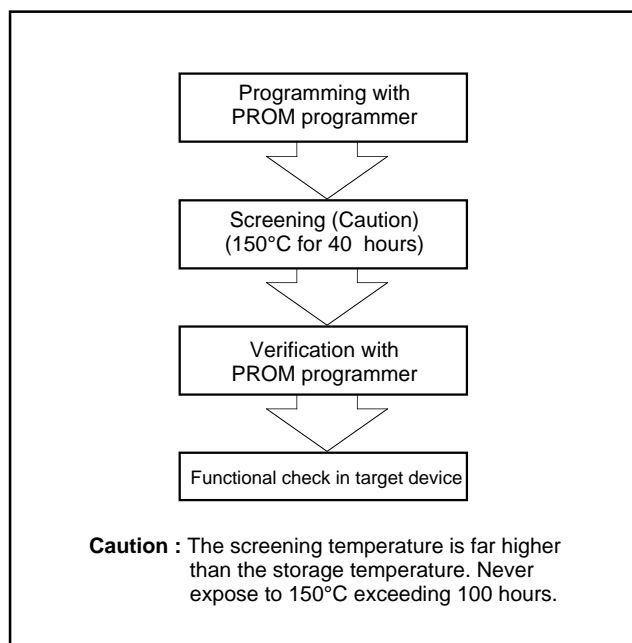 Programming with
PROM programmer
Screening (Caution)
(150°C for 40 hours)
Verification with
PROM programmer
Functional check in target device
Caution : The screening temperature is far higher
than the storage temperature. Never
expose to 150°C exceeding 100 hours.